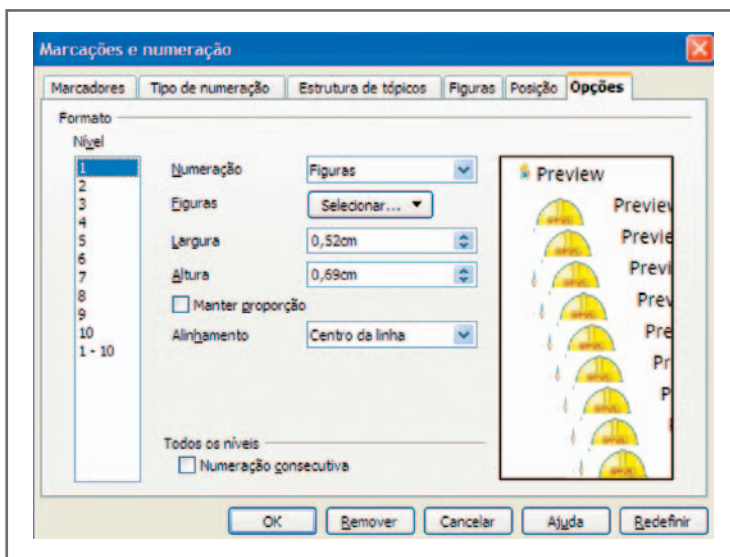 Marcações e numeração
Marcadores Tipo de numeração Estrutura de tópicos Figuras Posição Opções
Formato
Nível
1
2
3
4
5
6
7
8
9
10
1 - 10
Numeração Figuras
Figuras Selecionar...
Largura 0,52cm
Altura 0,69cm
Manter proporção
Alinhamento Centro da linha
Todos os níveis
Numeração consecutiva
Preview
Previev
Previe
Previ
Prev
Pre
Pr
P
OK Remover Cancelar Ajuda Redefinir